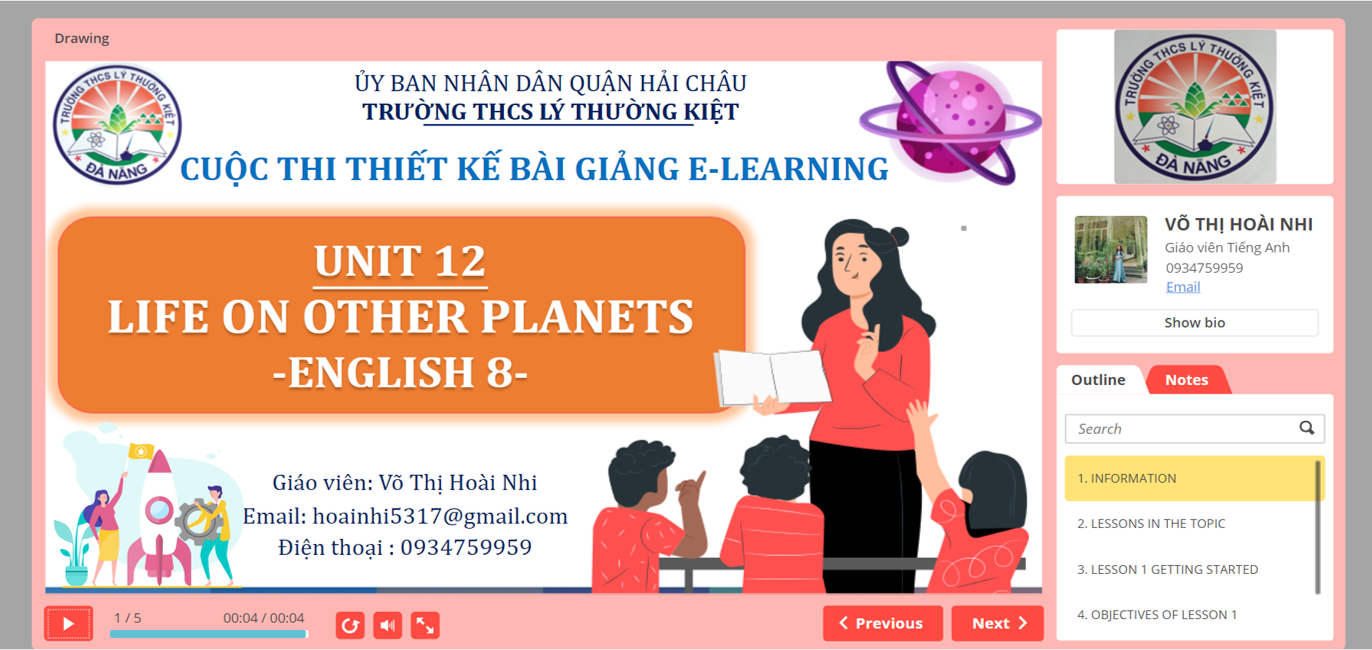 Drawing
TRƯỜNG THCS LÝ THƯỜNG KIỆT
ĐÀ NẴNG
ỦY BAN NHÂN DÂN QUẬN HẢI CHÂU
TRƯỜNG THCS LÝ THƯỜNG KIỆT
CUỘC THI THIẾT KẾ BÀI GIẢNG E-LEARNING
UNIT 12
LIFE ON OTHER PLANETS
-ENGLISH 8-
Giáo viên: Võ Thị Hoài Nhi
Email: hoainhi5317@gmail.com
Điện thoại : 0934759959
1 / 5
00:04 / 00:04
Previous
Next
TRƯỜNG THCS LÝ THƯỜNG KIỆT
ĐÀ NẴNG
VÕ THỊ HOÀI NHI
Giáo viên Tiếng Anh
0934759959
Email
Show bio
Outline
Notes
Search
1. INFORMATION
2. LESSONS IN THE TOPIC
3. LESSON 1 GETTING STARTED
4. OBJECTIVES OF LESSON 1